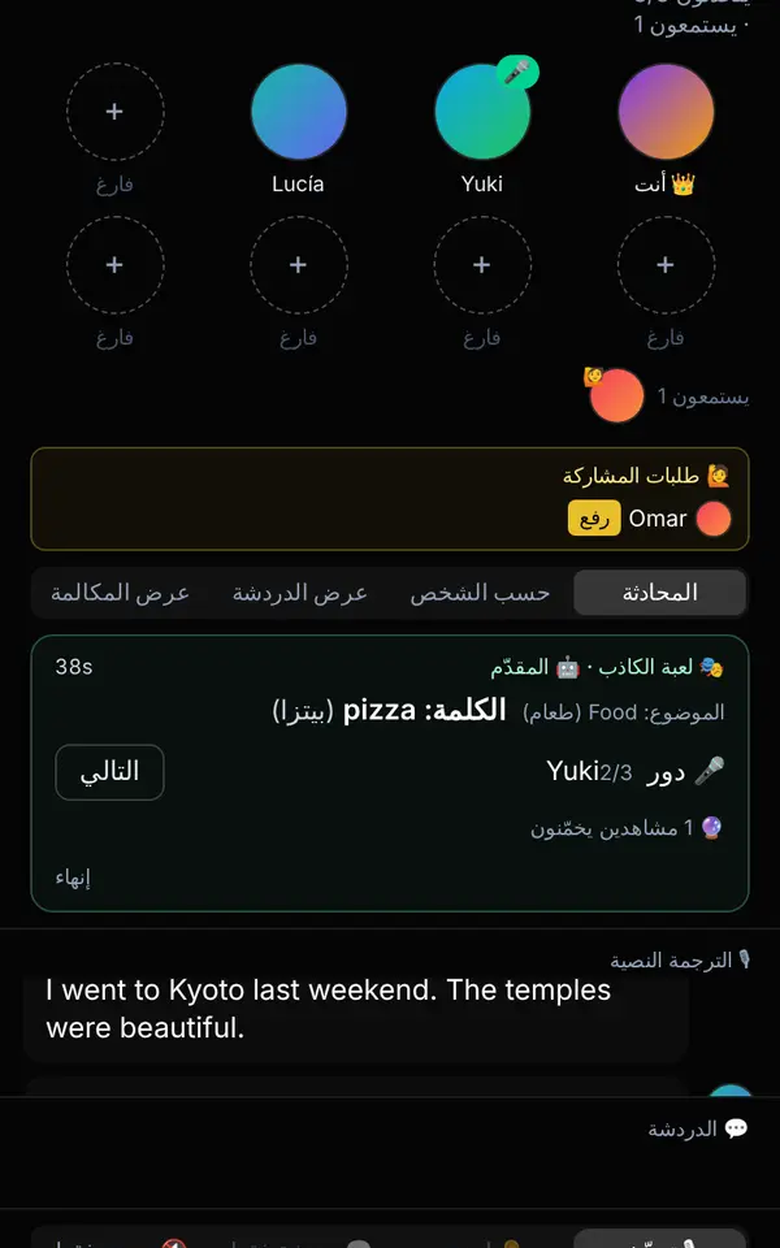 · يستمعون 1
👑 أنت
Yuki
Lucía
فارغ
فارغ
فارغ
فارغ
فارغ
يستمعون 1
🙋 طلبات المشاركة
Omar رفع
المحادثة
حسب الشخص
عرض الدردشة
عرض المكالمة
🎭 لعبة الكاذب · 🤖 المقدّم
38s
الموضوع: Food (طعام) الكلمة: pizza (بيتزا)
🎤 دور Yuki2/3
التالي
🔮 1 مشاهدين يخمّنون
إنهاء
🎙 الترجمة النصية
I went to Kyoto last weekend. The temples
were beautiful.
💬 الدردشة